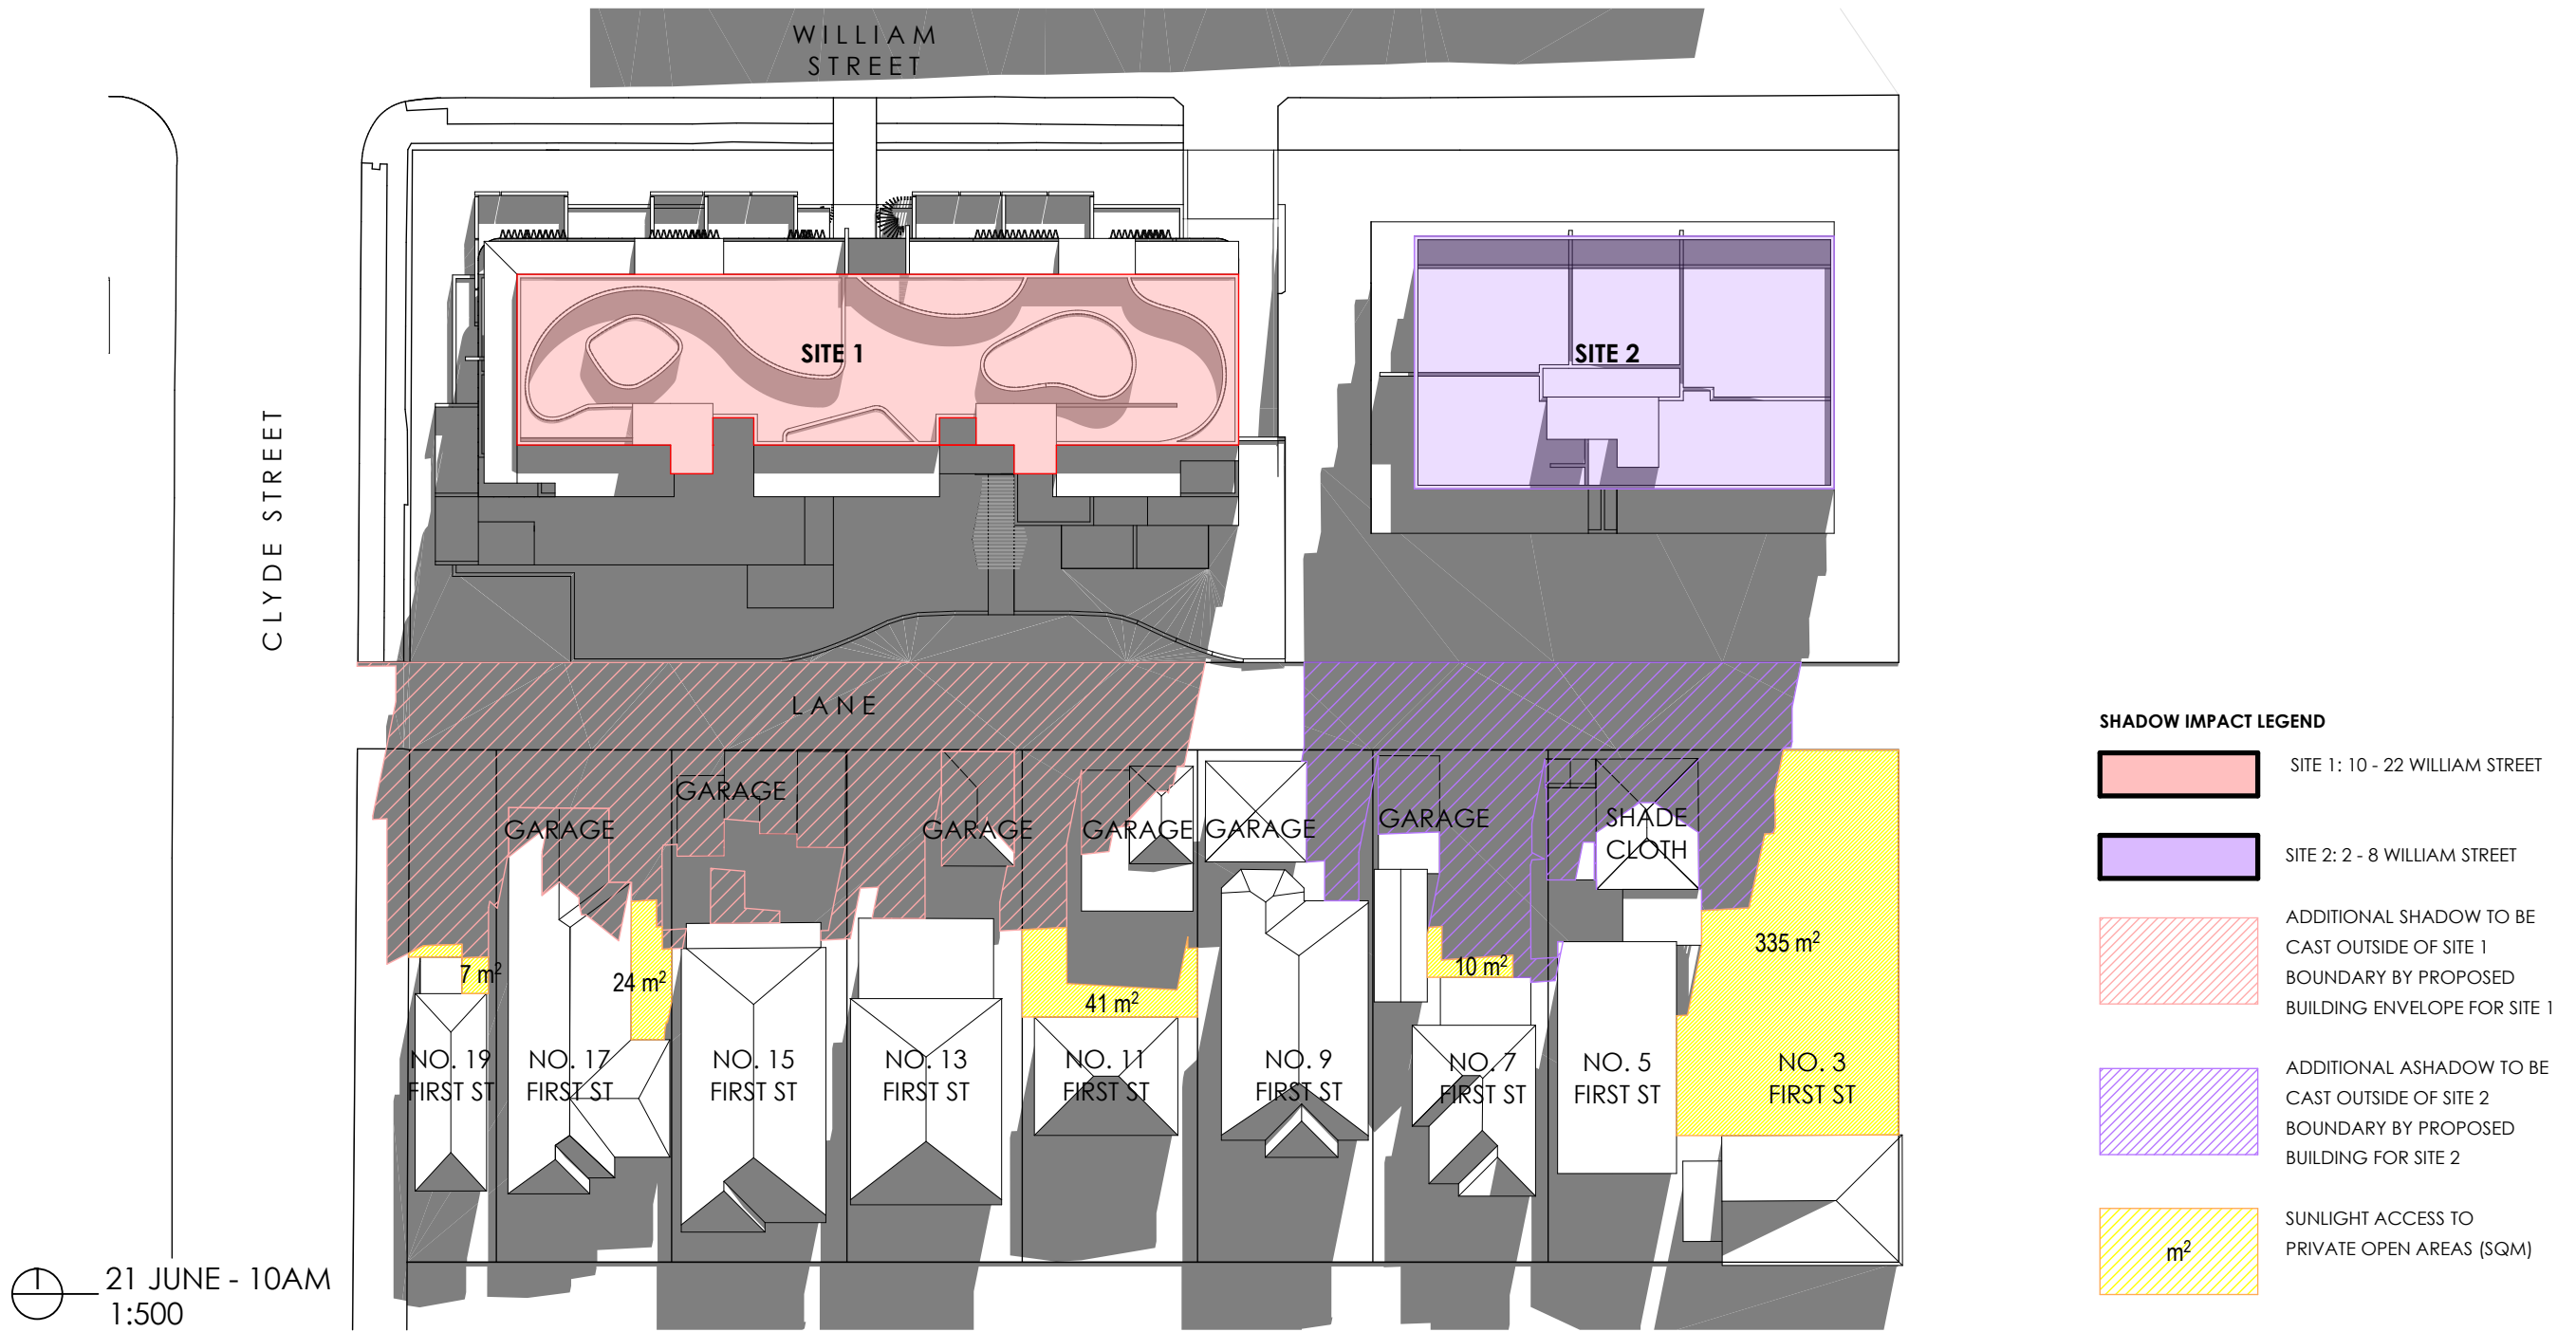 WILLIAM
STREET
SITE 1
SITE 2
CLYDE STREET
LANE
GARAGE
GARAGE
GARAGE
GARAGE
GARAGE
GARAGE
SHADE
CLOTH
7 m²
24 m²
41 m²
10 m²
335 m²
NO. 19
FIRST ST
NO. 17
FIRST ST
NO. 15
FIRST ST
NO. 13
FIRST ST
NO. 11
FIRST ST
NO. 9
FIRST ST
NO. 7
FIRST ST
NO. 5
FIRST ST
NO. 3
FIRST ST
21 JUNE - 10AM
1:500
SHADOW IMPACT LEGEND
SITE 1: 10 - 22 WILLIAM STREET
SITE 2: 2 - 8 WILLIAM STREET
ADDITIONAL SHADOW TO BE
CAST OUTSIDE OF SITE 1
BOUNDARY BY PROPOSED
BUILDING ENVELOPE FOR SITE 1
ADDITIONAL ASHADOW TO BE
CAST OUTSIDE OF SITE 2
BOUNDARY BY PROPOSED
BUILDING FOR SITE 2
m²
SUNLIGHT ACCESS TO
PRIVATE OPEN AREAS (SQM)